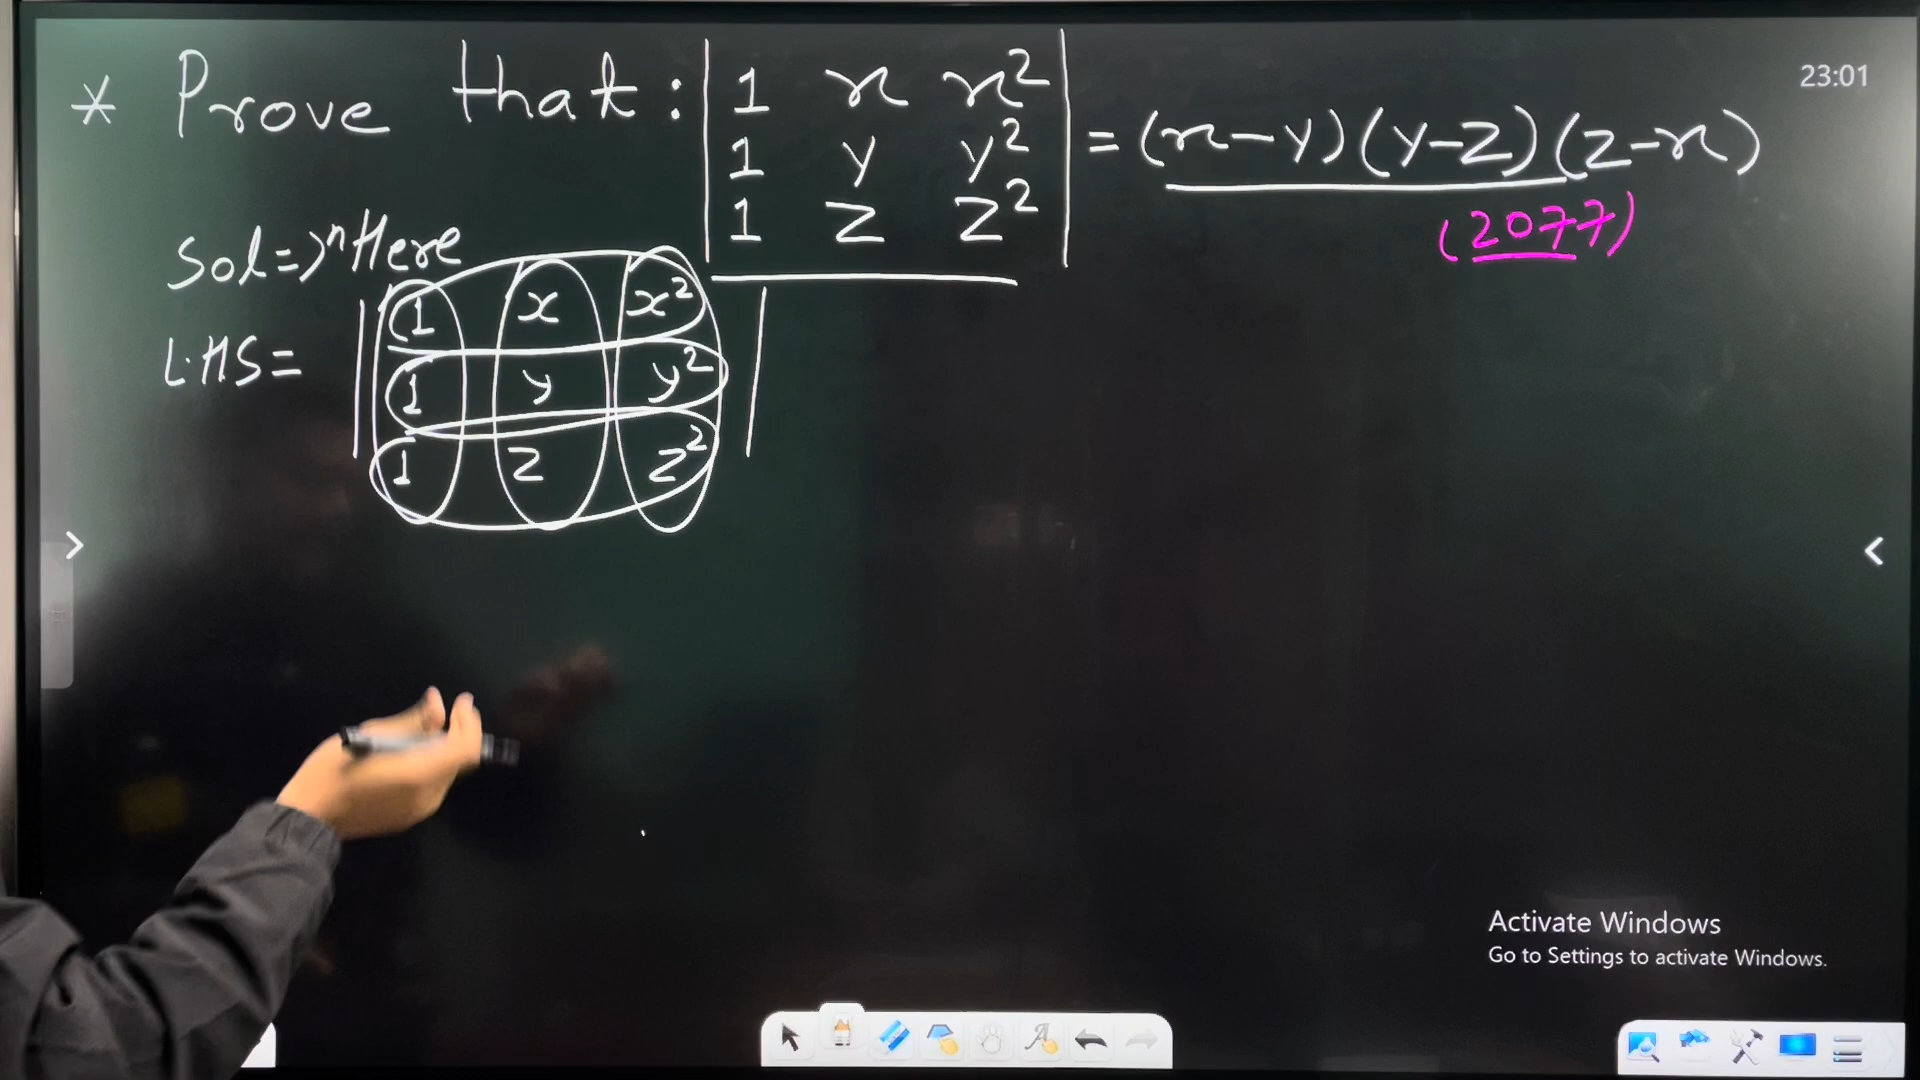 * Prove that : | 1 x x² | = (x-y)(y-z)(z-x)
| 1 y y² |
| 1 z z² |
(2077)
23:01
Solⁿ=> Here
L.H.S = | 1 x x² |
| 1 y y² |
| 1 z z² |
Activate Windows
Go to Settings to activate Windows.